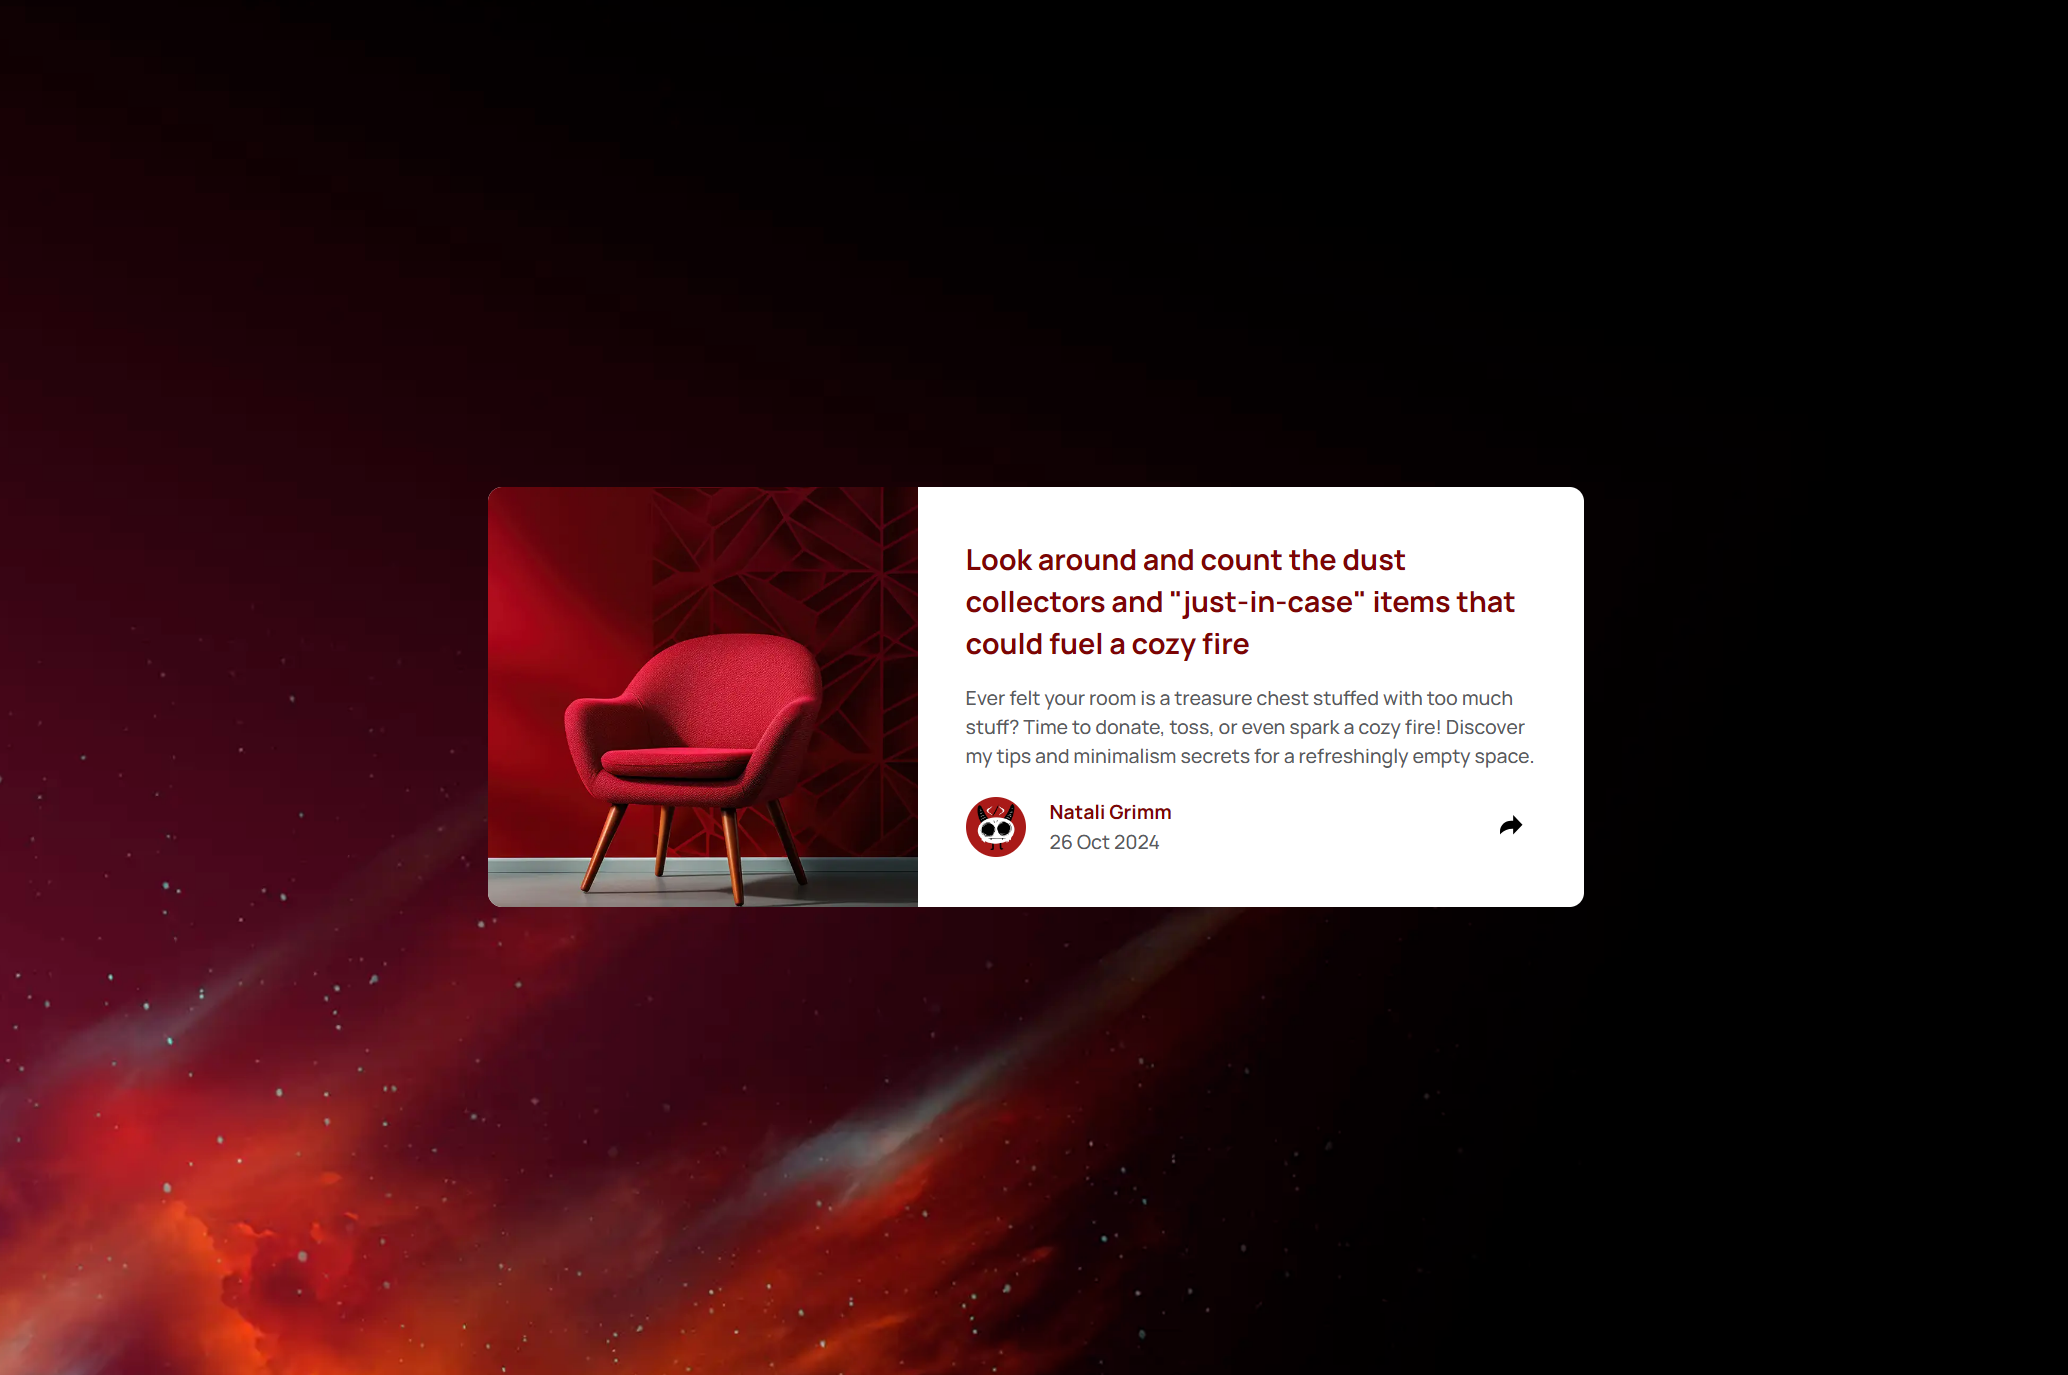 Look around and count the dust
collectors and "just-in-case" items that
could fuel a cozy fire
Ever felt your room is a treasure chest stuffed with too much
stuff? Time to donate, toss, or even spark a cozy fire! Discover
my tips and minimalism secrets for a refreshingly empty space.
Natali Grimm
26 Oct 2024